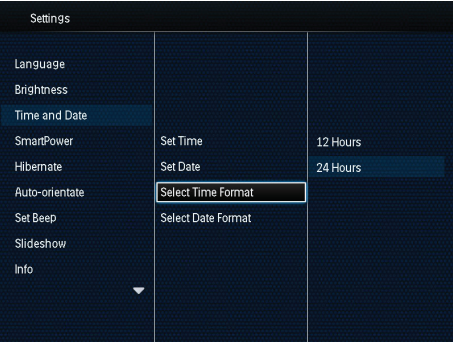 Settings
Language
Brightness
Time and Date
SmartPower
Hibernate
Auto-orientate
Set Beep
Slideshow
Info
Set Time
Set Date
Select Time Format
Select Date Format
12 Hours
24 Hours